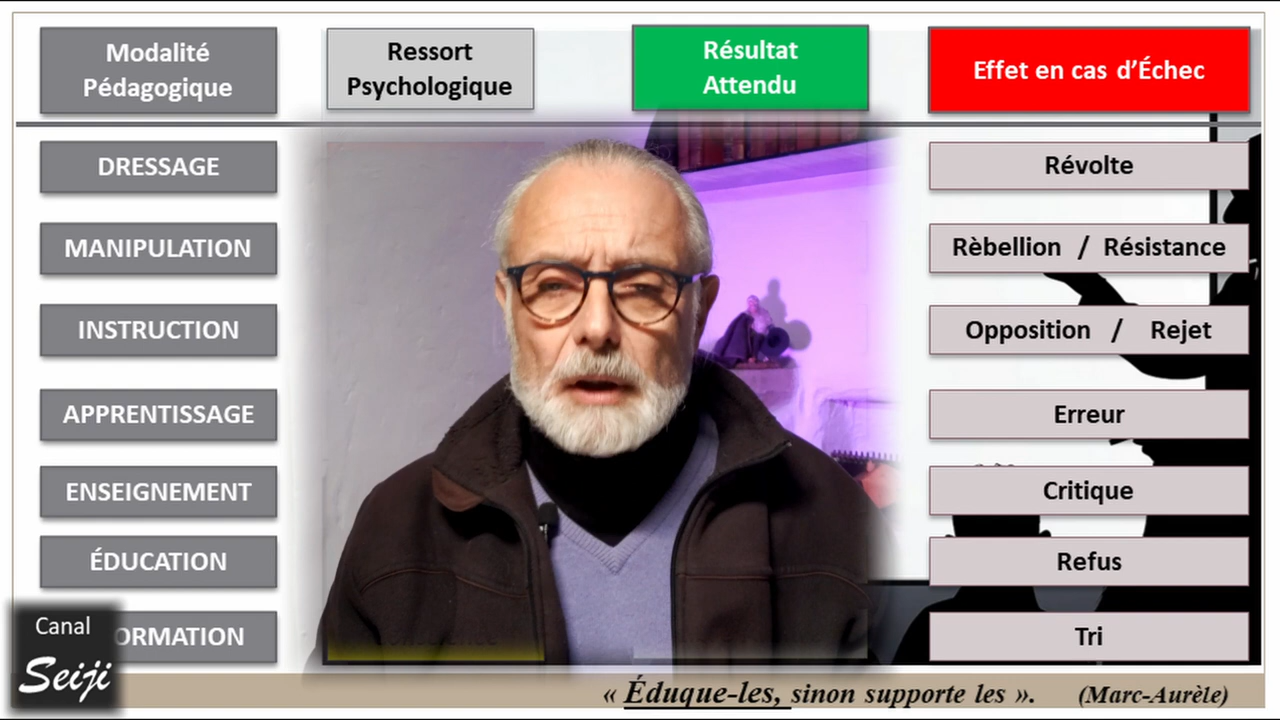 Modalité
Pédagogique
Ressort
Psychologique
Résultat
Attendu
Effet en cas d’Échec
DRESSAGE
Révolte
MANIPULATION
Rèbellion / Résistance
INSTRUCTION
Opposition / Rejet
APPRENTISSAGE
Erreur
ENSEIGNEMENT
Critique
ÉDUCATION
Refus
ORMATION
Tri
Canal
Seiji
« Éduque-les, sinon supporte les ». (Marc-Aurèle)